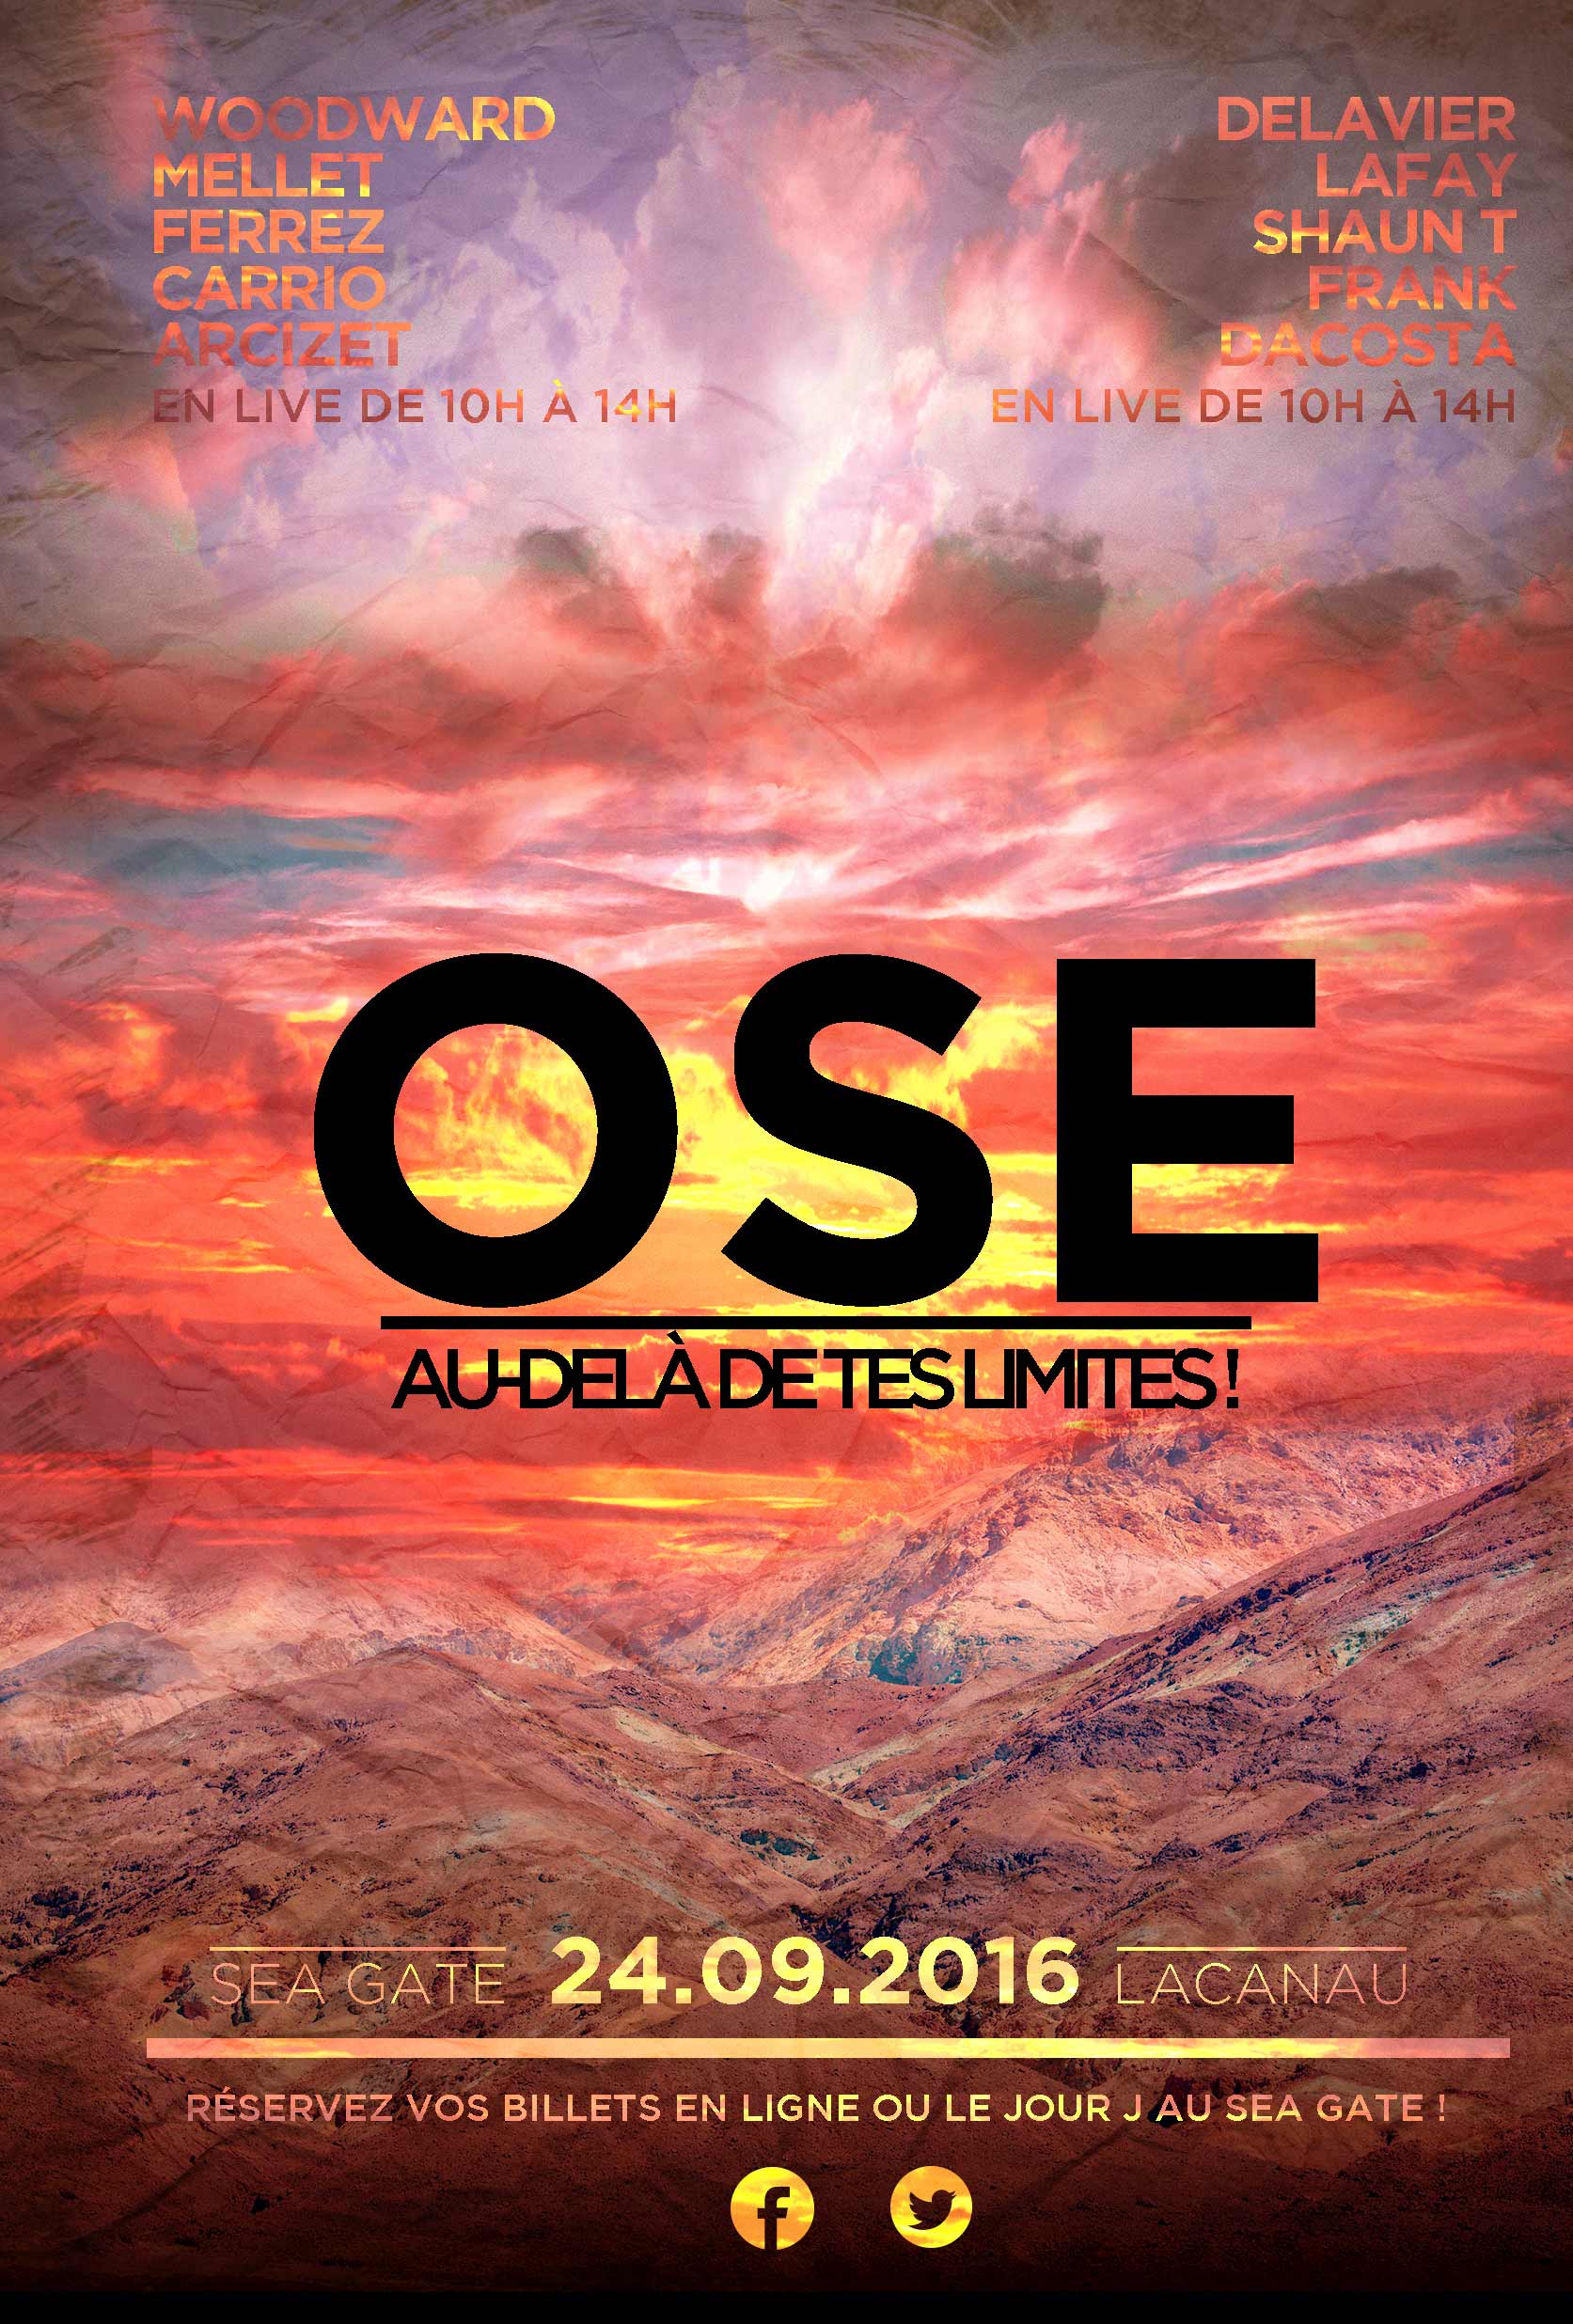 WOODWARD
MELLET
FERREZ
CARRIO
ARCIZET
EN LIVE DE 10H À 14H
DELAVIER
LAFAY
SHAUN T
FRANK
DACOSTA
EN LIVE DE 10H À 14H
OSE
AU-DELÀ DE TES LIMITES !
SEA GATE 24.09.2016 LACANAU
RÉSERVEZ VOS BILLETS EN LIGNE OU LE JOUR J AU SEA GATE !